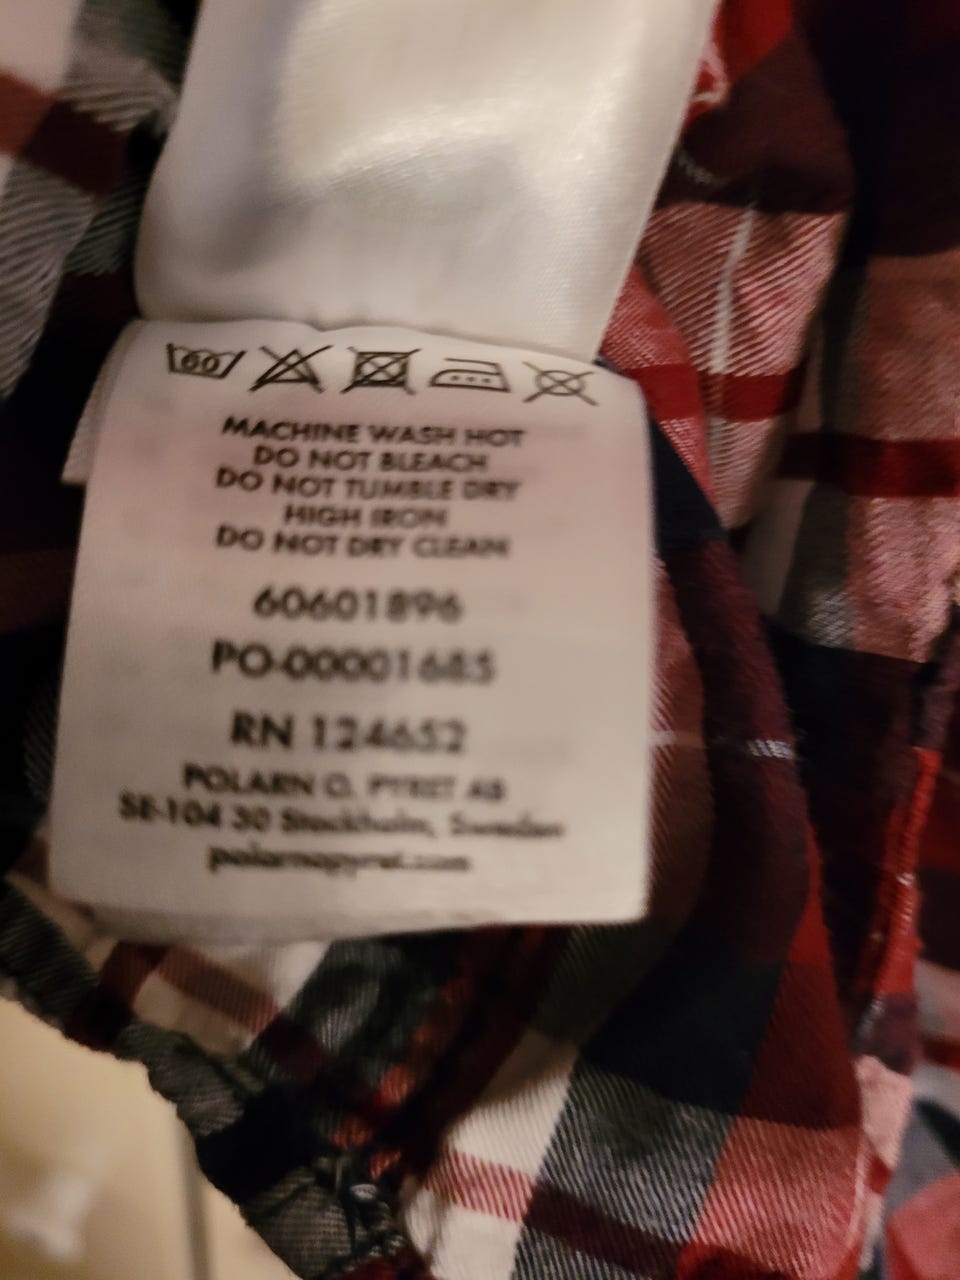 60
MACHINE WASH HOT
DO NOT BLEACH
DO NOT TUMBLE DRY
HIGH IRON
DO NOT DRY CLEAN
60601896
PO-00001685
RN 124652
POLARN O. PYRET AB
SE-104 30 Stockholm, Sweden
polarnopyret.com